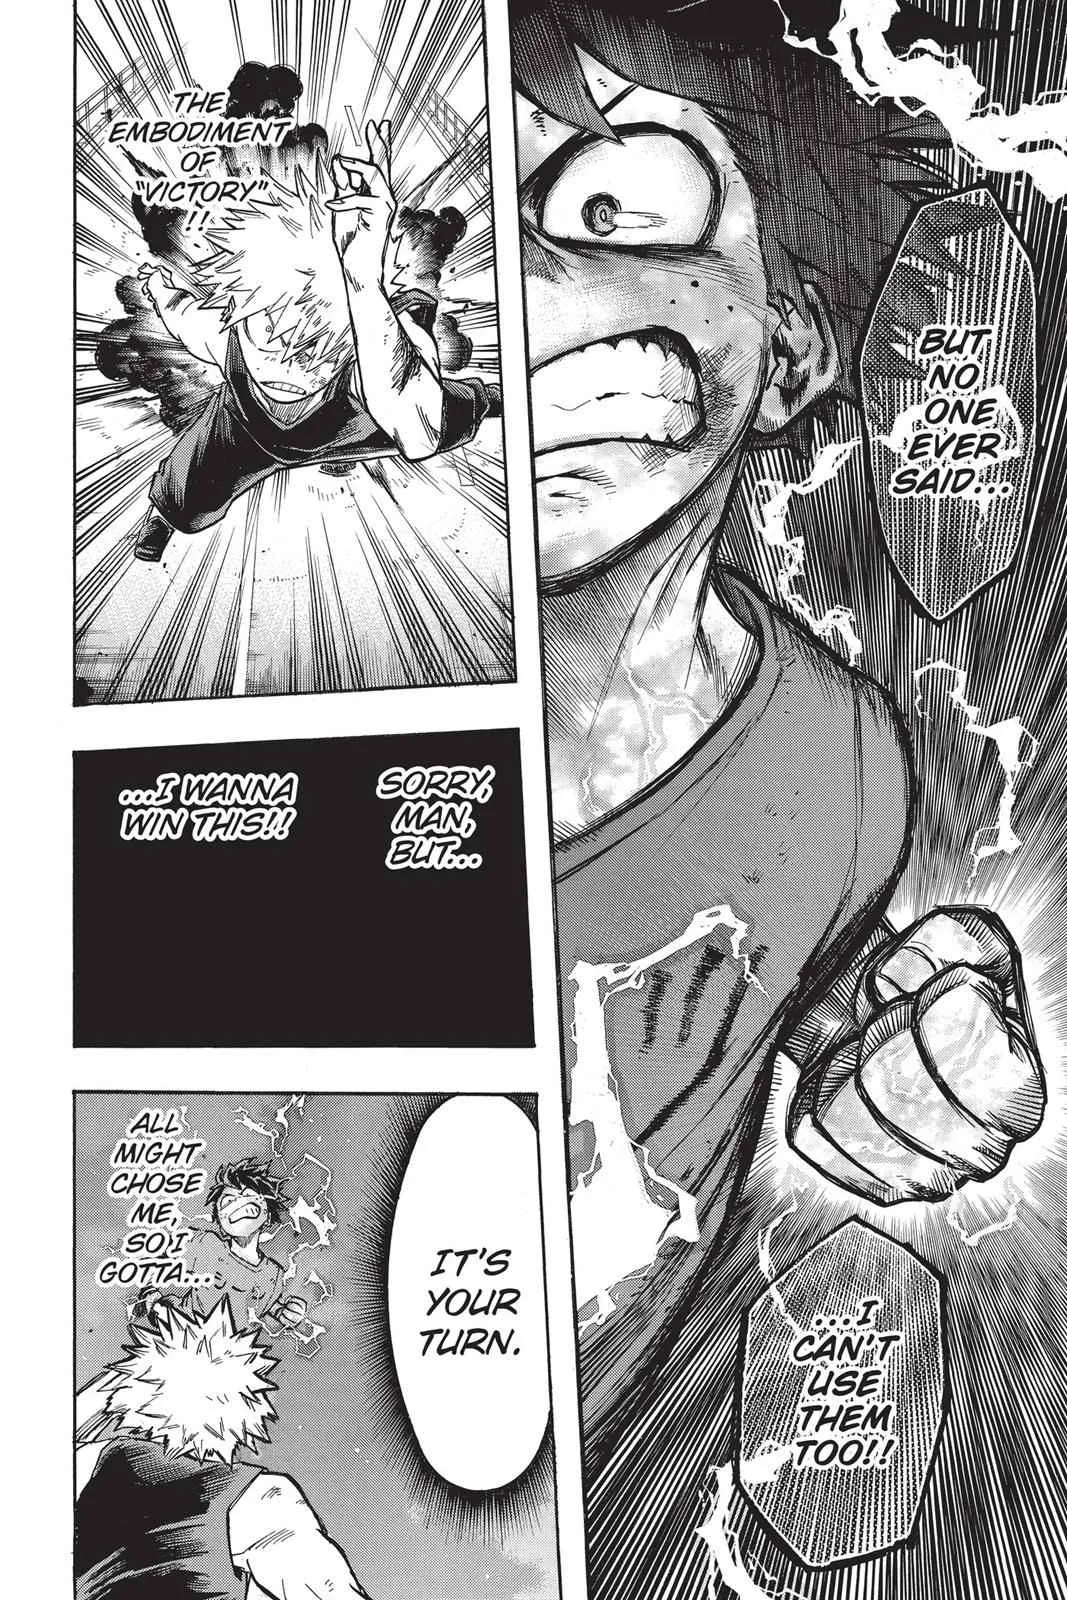 BUT
NO
ONE
EVER
SAID...
...I
CAN'T
USE
THEM
TOO!!
THE
EMBODIMENT
OF
"VICTORY"
!!
SORRY,
MAN,
BUT...
...I WANNA
WIN THIS!!
IT'S
YOUR
TURN.
ALL
MIGHT
CHOSE
ME,
SO I
GOTTA...